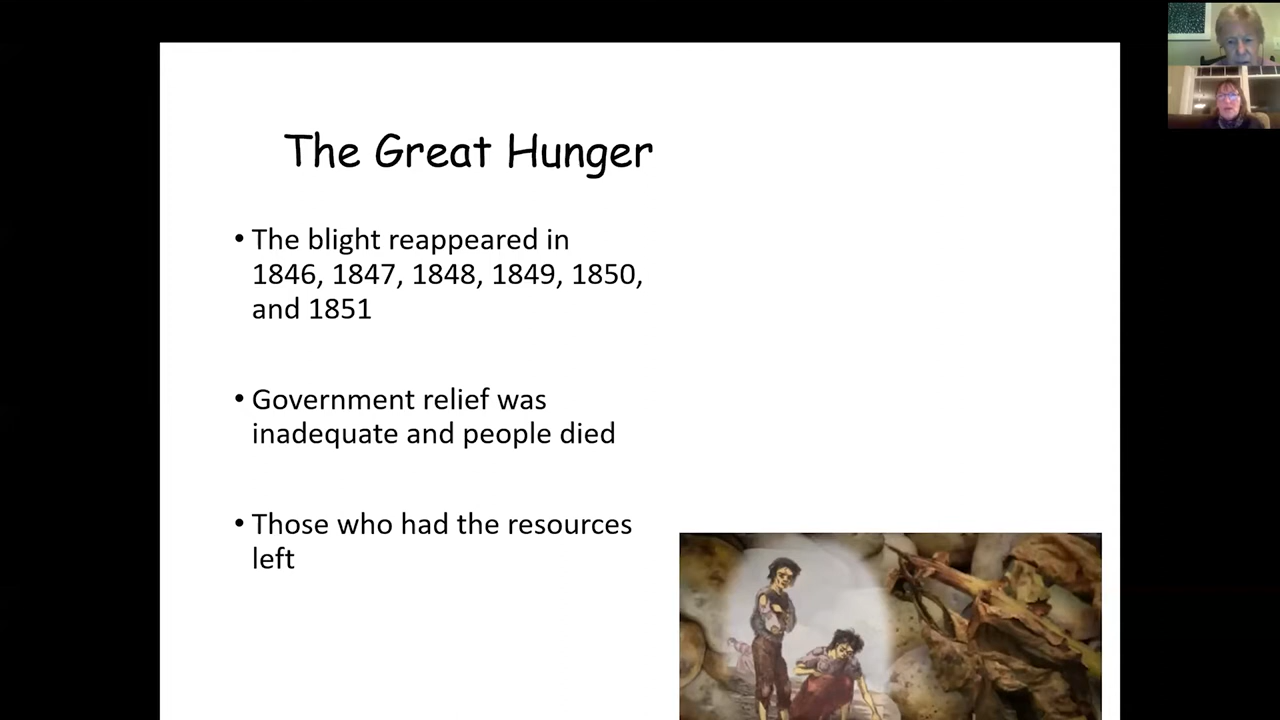 The Great Hunger
• The blight reappeared in
1846, 1847, 1848, 1849, 1850,
and 1851
• Government relief was
inadequate and people died
• Those who had the resources
left